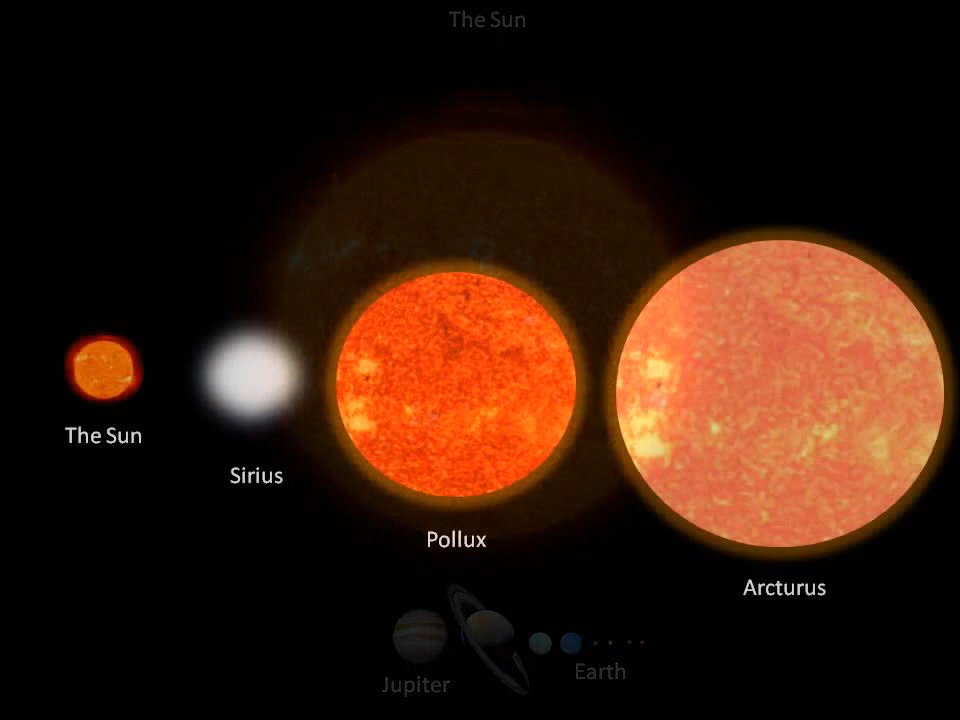 The Sun
The Sun
Sirius
Pollux
Arcturus
Jupiter
Earth